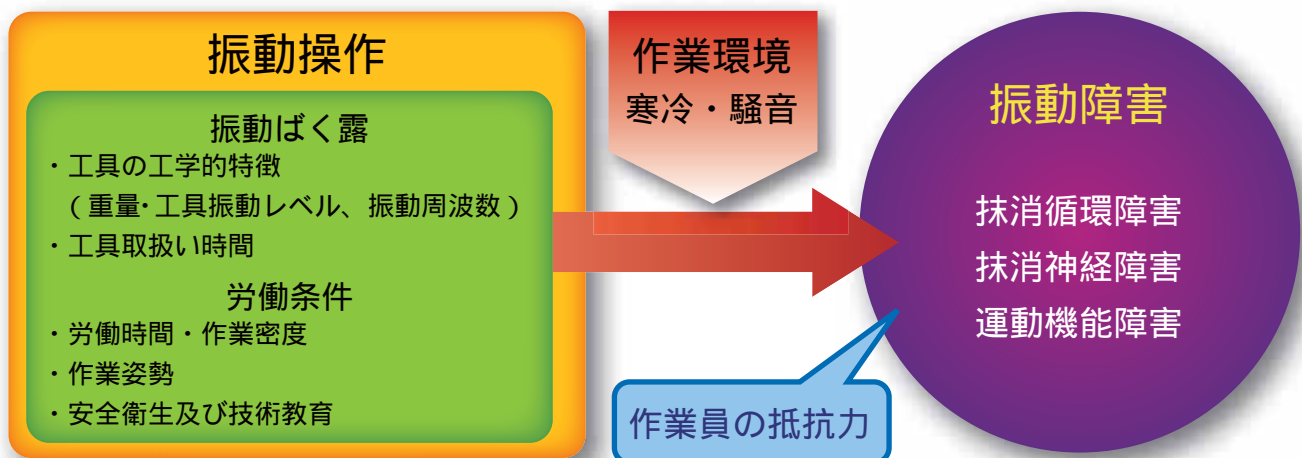 振動操作
振動ばく露
・工具の工学的特徴
（重量・工具振動レベル、振動周波数）
・工具取扱い時間
労働条件
・労働時間・作業密度
・作業姿勢
・安全衛生及び技術教育
作業環境
寒冷・騒音
作業員の抵抗力
振動障害
抹消循環障害
抹消神経障害
運動機能障害